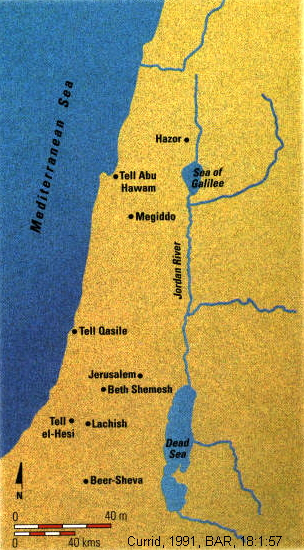 Mediterranean Sea
Hazor
Sea of
Galilee
Tell Abu
Hawam
Megiddo
Jordan River
Tell Qasile
Jerusalem
Beth Shemesh
Tell
el-Hesi
Lachish
Dead
Sea
Beer-Sheva
N
0 40 m
0 40 kms
Currid, 1991, BAR, 18:1:57